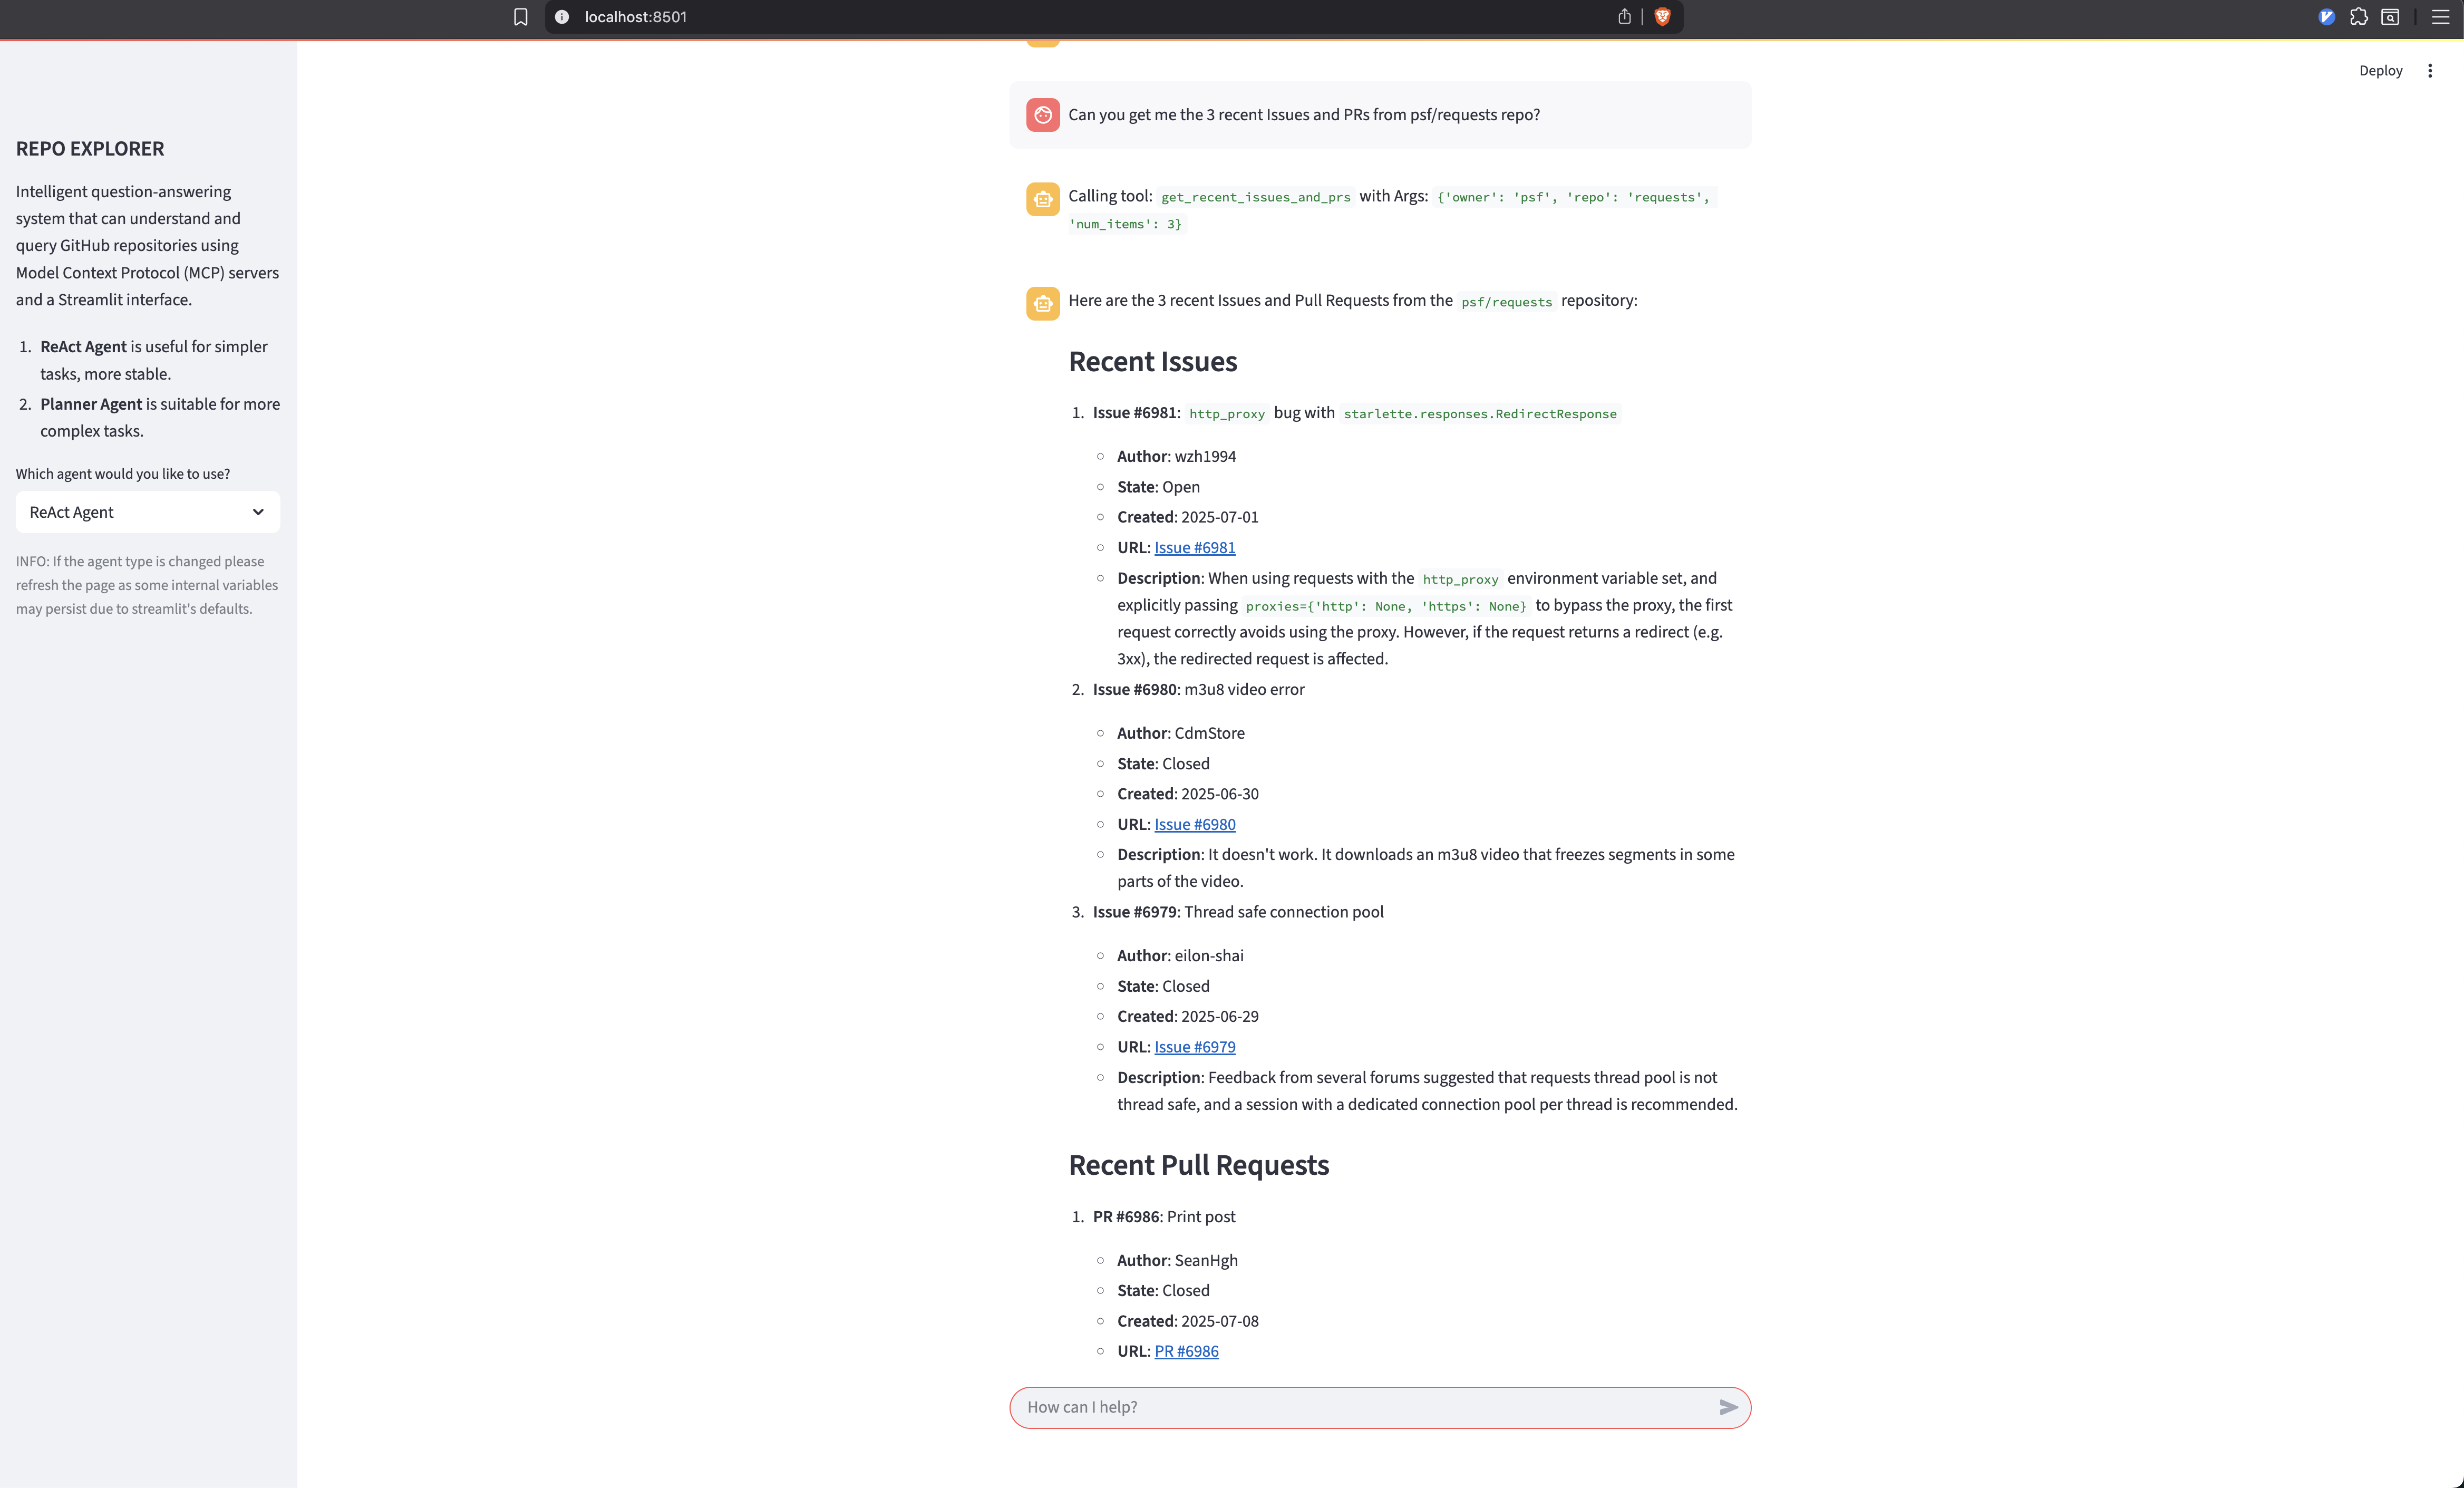 localhost:8501
Deploy
REPO EXPLORER
Intelligent question-answering
system that can understand and
query GitHub repositories using
Model Context Protocol (MCP) servers
and a Streamlit interface.
1. ReAct Agent is useful for simpler
tasks, more stable.
2. Planner Agent is suitable for more
complex tasks.
Which agent would you like to use?
ReAct Agent
INFO: If the agent type is changed please
refresh the page as some internal variables
may persist due to streamlit's defaults.
Can you get me the 3 recent Issues and PRs from psf/requests repo?
Calling tool: get_recent_issues_and_prs with Args: {'owner': 'psf', 'repo': 'requests',
'num_items': 3}
Here are the 3 recent Issues and Pull Requests from the psf/requests repository:
Recent Issues
1. Issue #6981: http_proxy bug with starlette.responses.RedirectResponse
Author: wzh1994
State: Open
Created: 2025-07-01
URL: Issue #6981
Description: When using requests with the http_proxy environment variable set, and
explicitly passing proxies={'http': None, 'https': None} to bypass the proxy, the first
request correctly avoids using the proxy. However, if the request returns a redirect (e.g.
3xx), the redirected request is affected.
2. Issue #6980: m3u8 video error
Author: CdmStore
State: Closed
Created: 2025-06-30
URL: Issue #6980
Description: It doesn't work. It downloads an m3u8 video that freezes segments in some
parts of the video.
3. Issue #6979: Thread safe connection pool
Author: eilon-shai
State: Closed
Created: 2025-06-29
URL: Issue #6979
Description: Feedback from several forums suggested that requests thread pool is not
thread safe, and a session with a dedicated connection pool per thread is recommended.
Recent Pull Requests
1. PR #6986: Print post
Author: SeanHgh
State: Closed
Created: 2025-07-08
URL: PR #6986
How can I help?